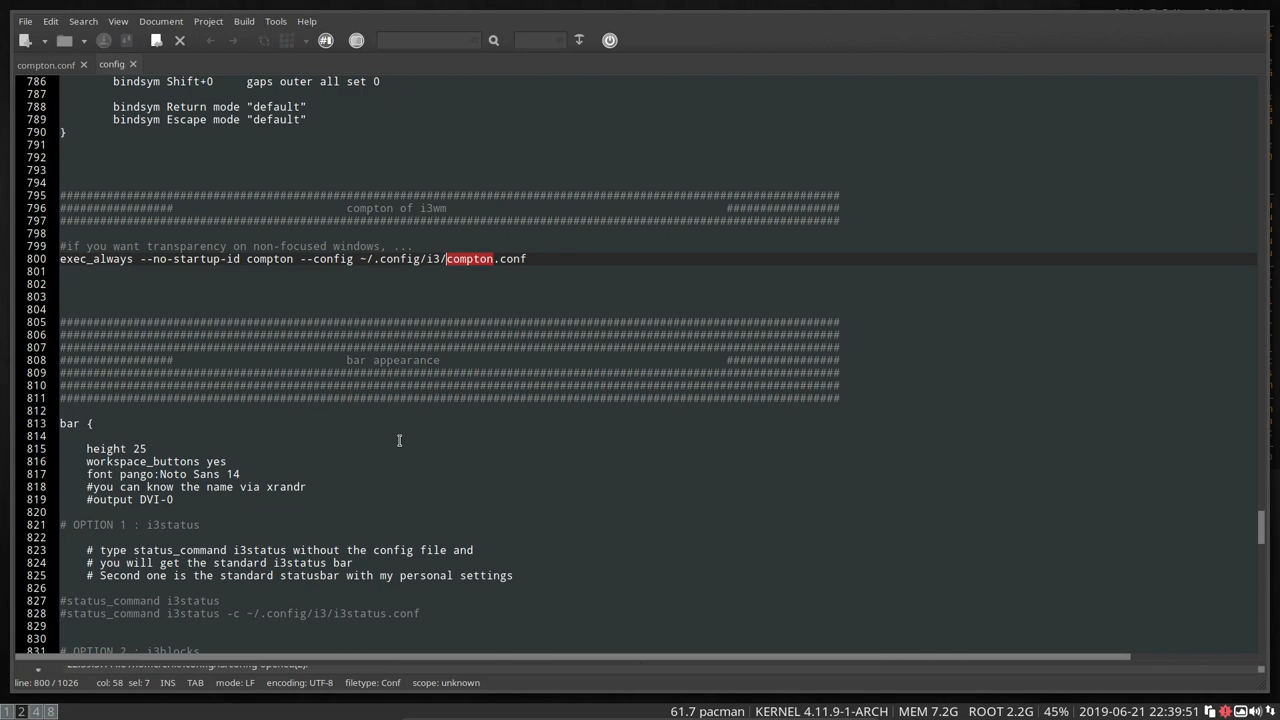 File Edit Search View Document Project Build Tools Help
compton.conf config
786 bindsym Shift+0 gaps outer all set 0
787
788 bindsym Return mode "default"
789 bindsym Escape mode "default"
790 }
791
792
793
794
795 #####################################################################################################################
796 ################# compton of i3wm #################
797 #####################################################################################################################
798
799 #if you want transparency on non-focused windows, ...
800 exec_always --no-startup-id compton --config ~/.config/i3/compton.conf
801
802
803
804
805 #####################################################################################################################
806 #####################################################################################################################
807 #####################################################################################################################
808 ################# bar appearance #################
809 #####################################################################################################################
810 #####################################################################################################################
811 #####################################################################################################################
812
813 bar {
814
815 height 25
816 workspace_buttons yes
817 font pango:Noto Sans 14
818 #you can know the name via xrandr
819 #output DVI-0
820
821 # OPTION 1 : i3status
822
823 # type status_command i3status without the config file and
824 # you will get the standard i3status bar
825 # Second one is the standard statusbar with my personal settings
826
827 #status_command i3status
828 #status_command i3status -c ~/.config/i3/i3status.conf
829
830
831 # OPTION 2 : i3blocks
line: 800 / 1026 col: 58 sel: 7 INS TAB mode: LF encoding: UTF-8 filetype: Conf scope: unknown
1 2 4 8 61.7 pacman KERNEL 4.11.9-1-ARCH MEM 7.2G ROOT 2.2G 45% 2019-06-21 22:39:51